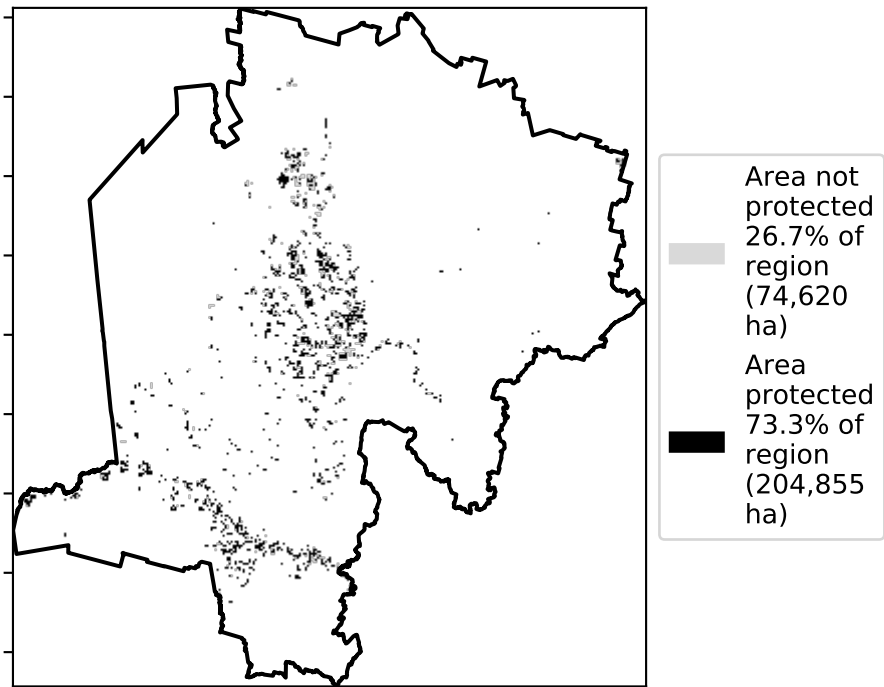 Area not
protected
26.7% of
region
(74,620
ha)
Area
protected
73.3% of
region
(204,855
ha)